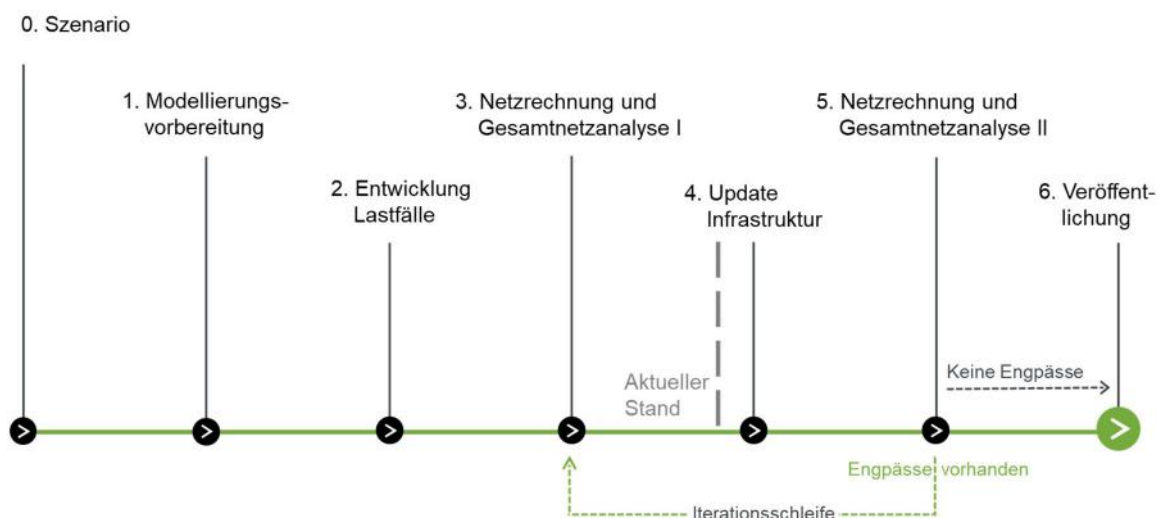 0. Szenario
1. Modellierungs-
vorbereitung
2. Entwicklung
Lastfälle
3. Netzrechnung und
Gesamtnetzanalyse I
4. Update
Infrastruktur
5. Netzrechnung und
Gesamtnetzanalyse II
6. Veröffent-
lichung
Aktueller
Stand
Keine Engpässe
Engpässe vorhanden
Iterationsschleife